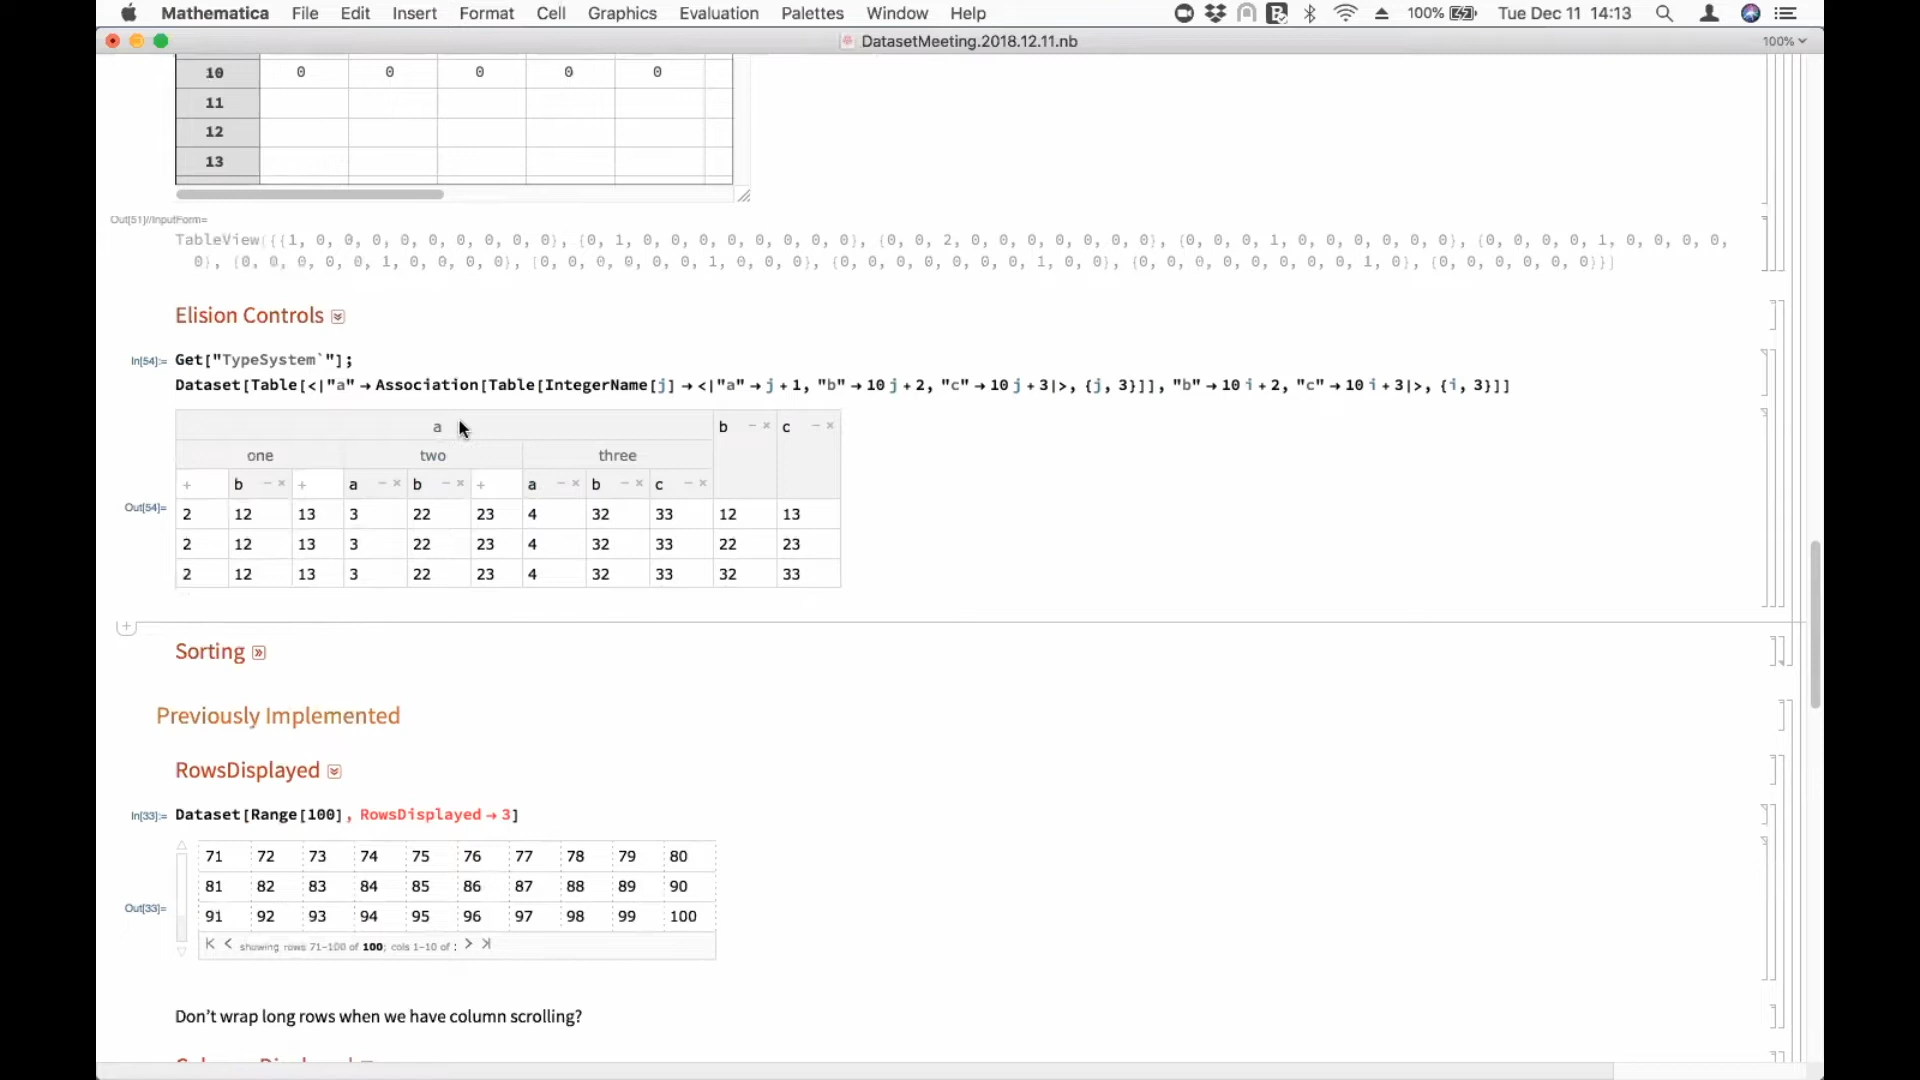 Mathematica File Edit Insert Format Cell Graphics Evaluation Palettes Window Help 100% Tue Dec 11 14:13
DatasetMeeting.2018.12.11.nb 100%
10 0 0 0 0 0
11
12
13
Out[51]//InputForm=
TableView[{{1, 0, 0, 0, 0, 0, 0, 0, 0, 0}, {0, 1, 0, 0, 0, 0, 0, 0, 0, 0}, {0, 0, 2, 0, 0, 0, 0, 0, 0, 0}, {0, 0, 0, 1, 0, 0, 0, 0, 0, 0}, {0, 0, 0, 0, 1, 0, 0, 0, 0,
0}, {0, 0, 0, 0, 0, 1, 0, 0, 0, 0}, {0, 0, 0, 0, 0, 0, 1, 0, 0, 0}, {0, 0, 0, 0, 0, 0, 0, 1, 0, 0}, {0, 0, 0, 0, 0, 0, 0, 0, 1, 0}, {0, 0, 0, 0, 0, 0}}]
Elision Controls
In[54]:= Get["TypeSystem`"];
Dataset[Table[<|"a" → Association[Table[IntegerName[j] → <|"a" → j + 1, "b" → 10 j + 2, "c" → 10 j + 3|>, {j, 3}]], "b" → 10 i + 2, "c" → 10 i + 3|>, {i, 3}]]
a b − × c − ×
one two three
+ b − × + a − × b − × + a − × b − × c − ×
Out[54]= 2 12 13 3 22 23 4 32 33 12 13
2 12 13 3 22 23 4 32 33 22 23
2 12 13 3 22 23 4 32 33 32 33
Sorting
Previously Implemented
RowsDisplayed
In[33]:= Dataset[Range[100], RowsDisplayed → 3]
71 72 73 74 75 76 77 78 79 80
81 82 83 84 85 86 87 88 89 90
Out[33]= 91 92 93 94 95 96 97 98 99 100
showing rows 71–100 of 100; cols 1–10 of
Don't wrap long rows when we have column scrolling?